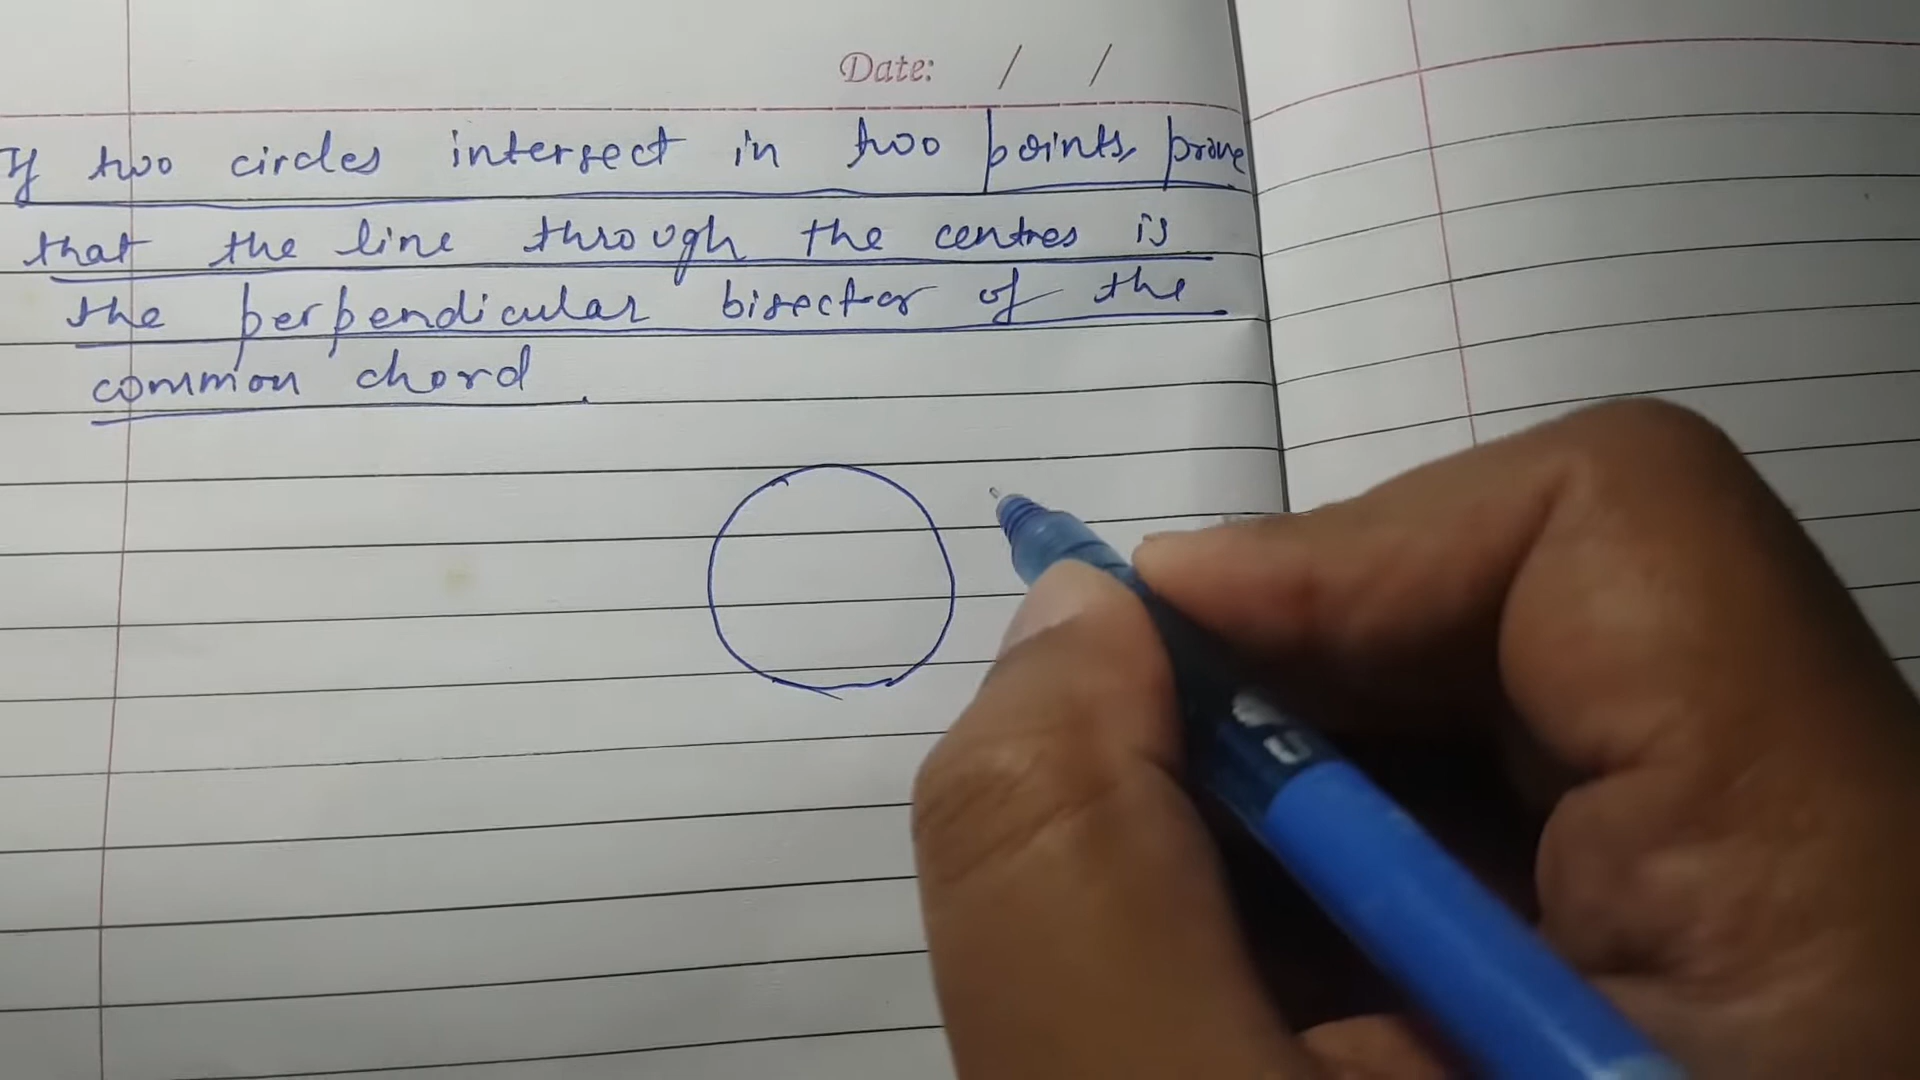 Date: / /
If two circles intersect in two points, prove
that the line through the centres is
the perpendicular bisector of the
common chord.